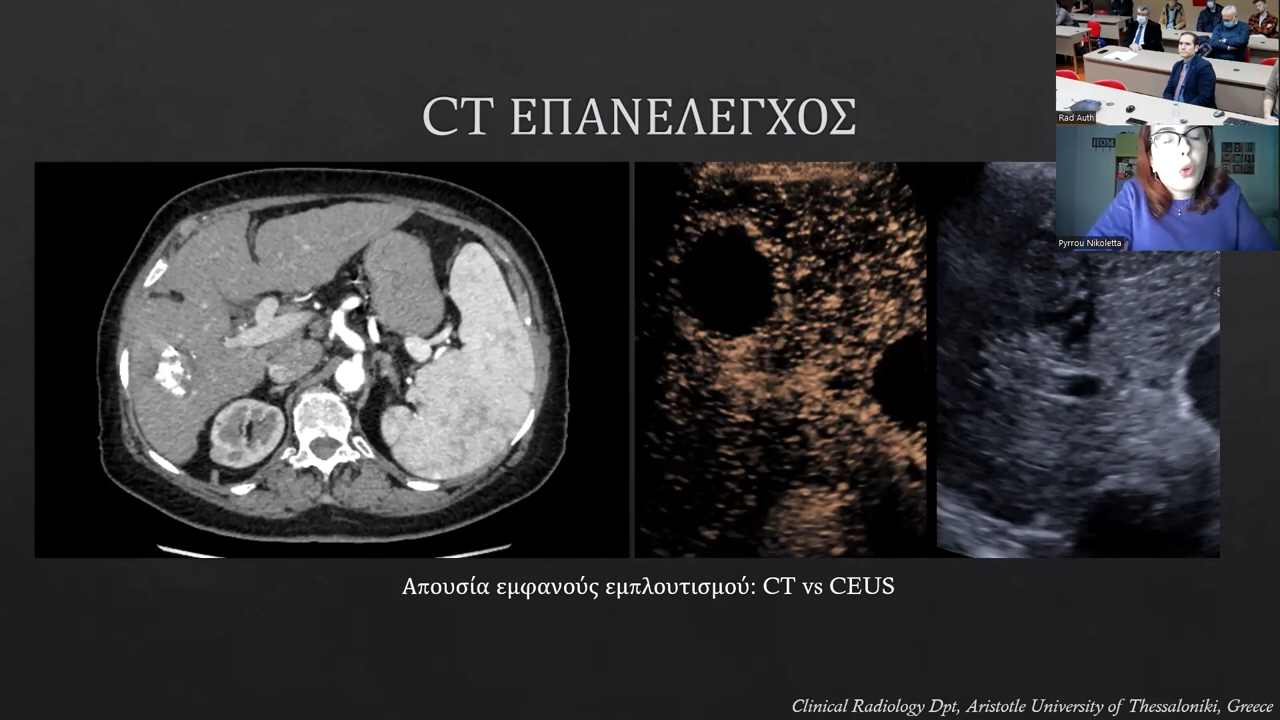 CT ΕΠΑΝΕΛΕΓΧΟΣ
Rad Auth
HOM
Pyrrou Nikoletta
Απουσία εμφανούς εμπλουτισμού: CT vs CEUS
Clinical Radiology Dpt, Aristotle University of Thessaloniki, Greece